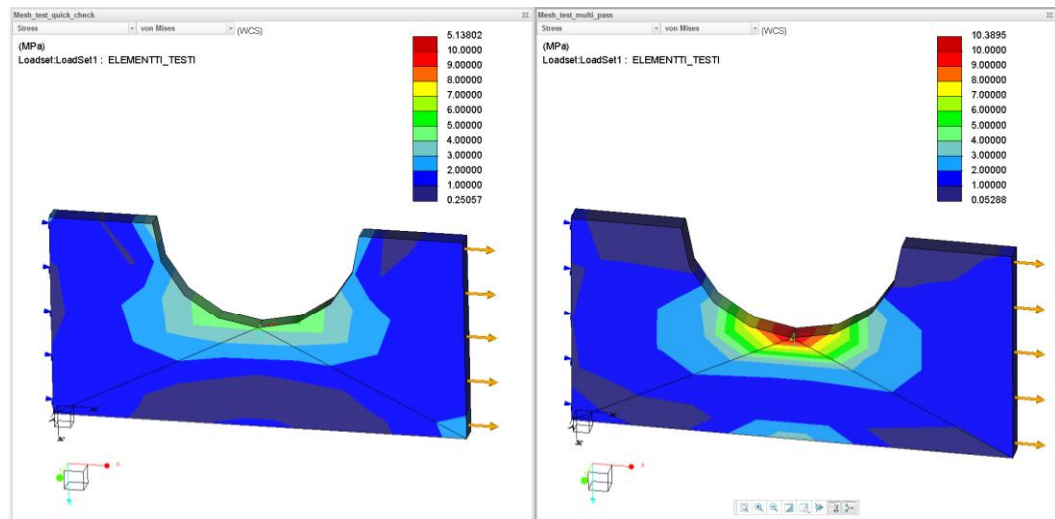 Mesh_test_quick_check
Stress von Mises (WCS)
(MPa)
Loadset:LoadSet1 : ELEMENTTI_TESTI
5.13802
10.0000
9.00000
8.00000
7.00000
6.00000
5.00000
4.00000
3.00000
2.00000
1.00000
0.25057
X
Mesh_test_multi_pass
Stress von Mises (WCS)
(MPa)
Loadset:LoadSet1 : ELEMENTTI_TESTI
10.3895
10.0000
9.00000
8.00000
7.00000
6.00000
5.00000
4.00000
3.00000
2.00000
1.00000
0.05288
X